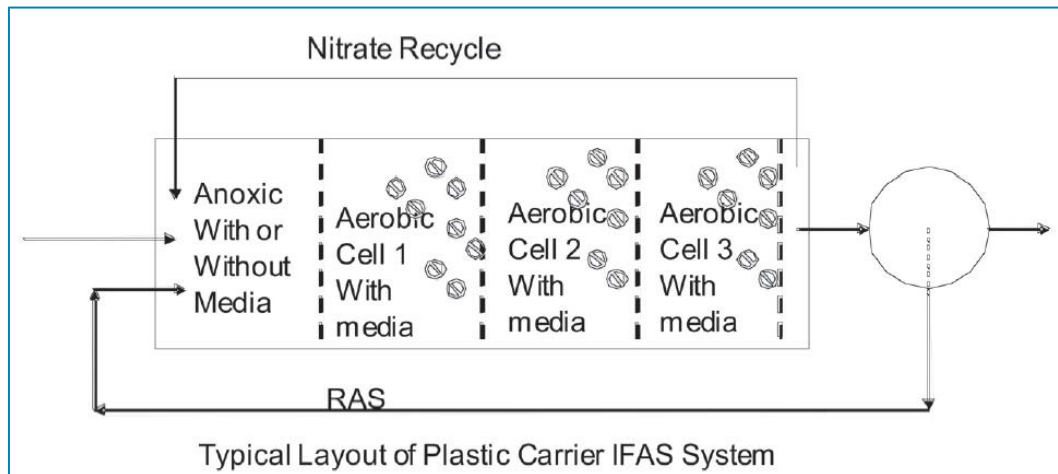 Nitrate Recycle
Anoxic
With or
Without
Media
Aerobic
Cell 1
With
media
Aerobic
Cell 2
With
media
Aerobic
Cell 3
With
media
RAS
Typical Layout of Plastic Carrier IFAS System